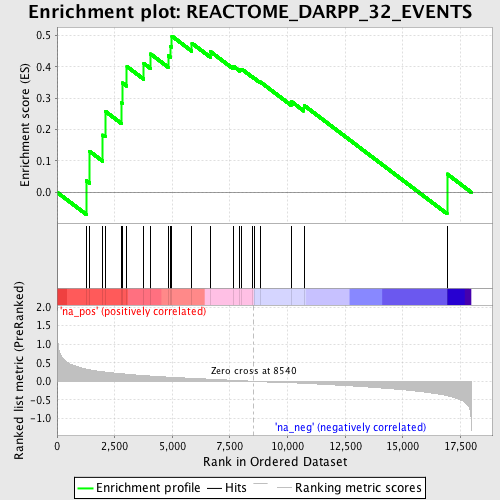 Enrichment plot: REACTOME_DARPP_32_EVENTS
Enrichment score (ES)
0.5
0.4
0.3
0.2
0.1
0.0
'na_pos' (positively correlated)
Ranked list metric (PreRanked)
2.0
1.5
1.0
0.5
0.0
-0.5
-1.0
Zero cross at 8540
'na_neg' (negatively correlated)
0 2,500 5,000 7,500 10,000 12,500 15,000 17,500
Rank in Ordered Dataset
Enrichment profile Hits Ranking metric scores